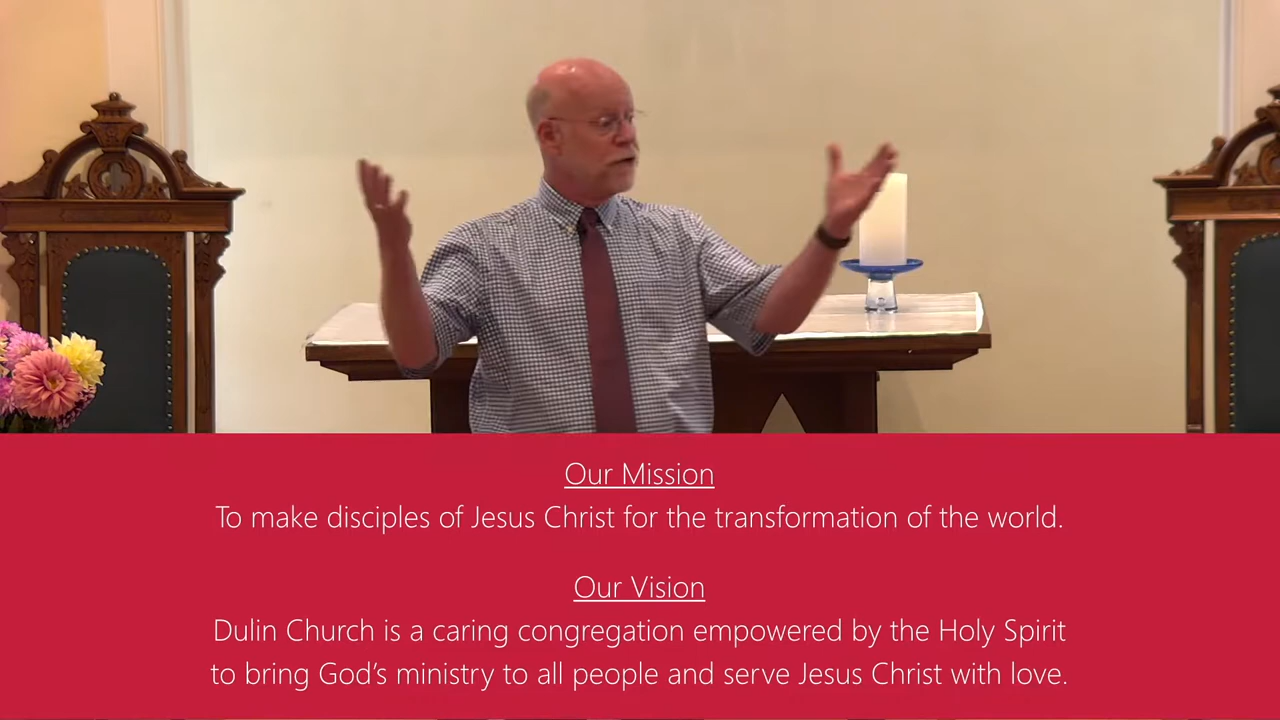 Our Mission
To make disciples of Jesus Christ for the transformation of the world.
Our Vision
Dulin Church is a caring congregation empowered by the Holy Spirit
to bring God’s ministry to all people and serve Jesus Christ with love.